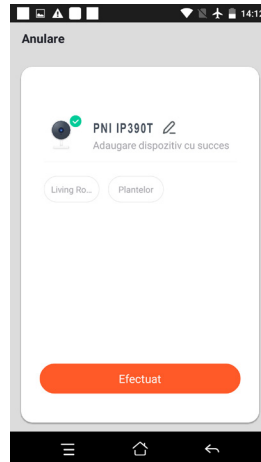 14:12
Anulare
PNI IP390T
Adaugare dispozitiv cu succes
Living Ro... Plantelor
Efectuat